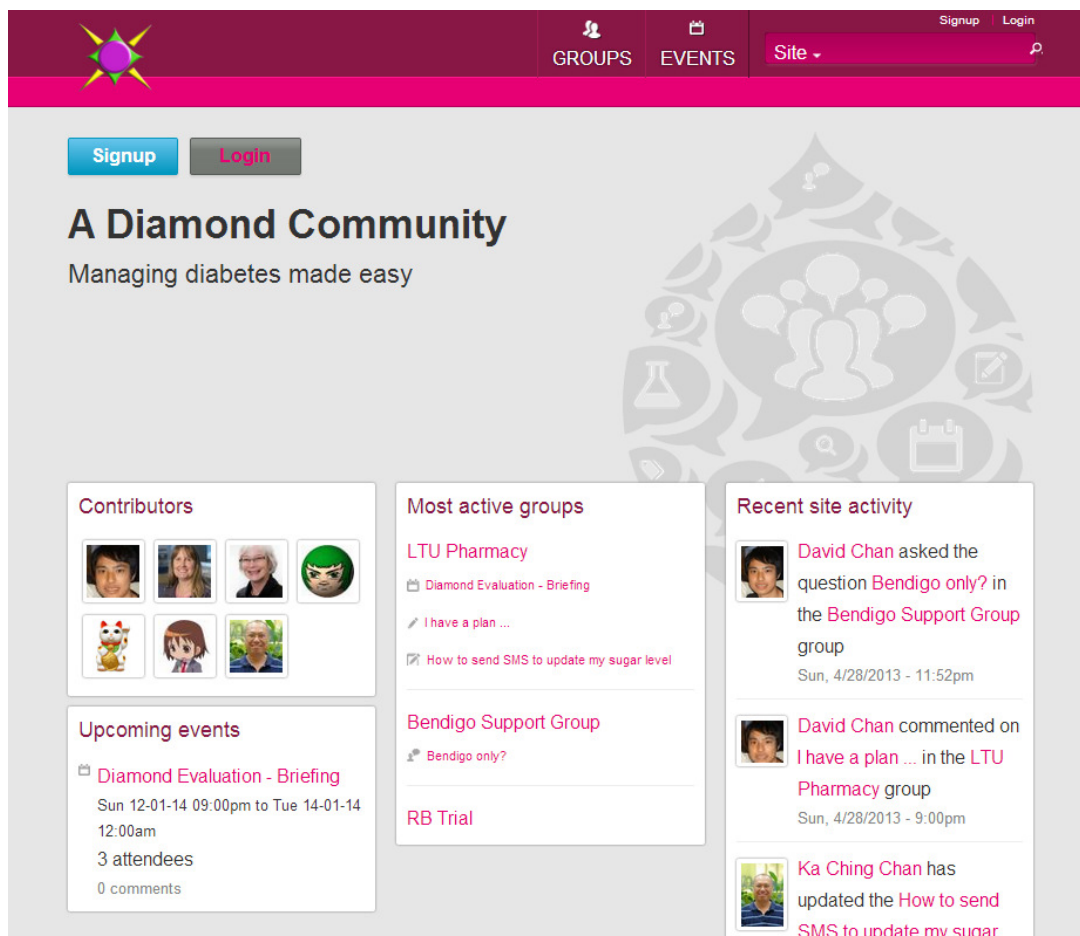 Signup Login
GROUPS EVENTS Site
Signup Login
A Diamond Community
Managing diabetes made easy
Contributors
Upcoming events
Diamond Evaluation - Briefing
Sun 12-01-14 09:00pm to Tue 14-01-14
12:00am
3 attendees
0 comments
Most active groups
LTU Pharmacy
Diamond Evaluation - Briefing
I have a plan ...
How to send SMS to update my sugar level
Bendigo Support Group
Bendigo only?
RB Trial
Recent site activity
David Chan asked the
question Bendigo only? in
the Bendigo Support Group
group
Sun, 4/28/2013 - 11:52pm
David Chan commented on
I have a plan ... in the LTU
Pharmacy group
Sun, 4/28/2013 - 9:00pm
Ka Ching Chan has
updated the How to send
SMS to update my sugar